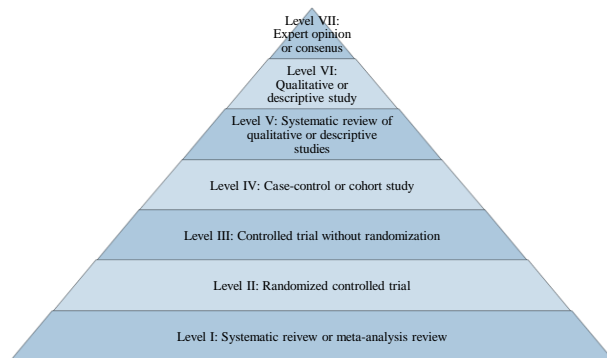 Level VII:
Expert opinion
or consenus
Level VI:
Qualitative or
descriptive study
Level V: Systematic review of
qualitative or descriptive
studies
Level IV: Case-control or cohort study
Level III: Controlled trial without randomization
Level II: Randomized controlled trial
Level I: Systematic reivew or meta-analysis review